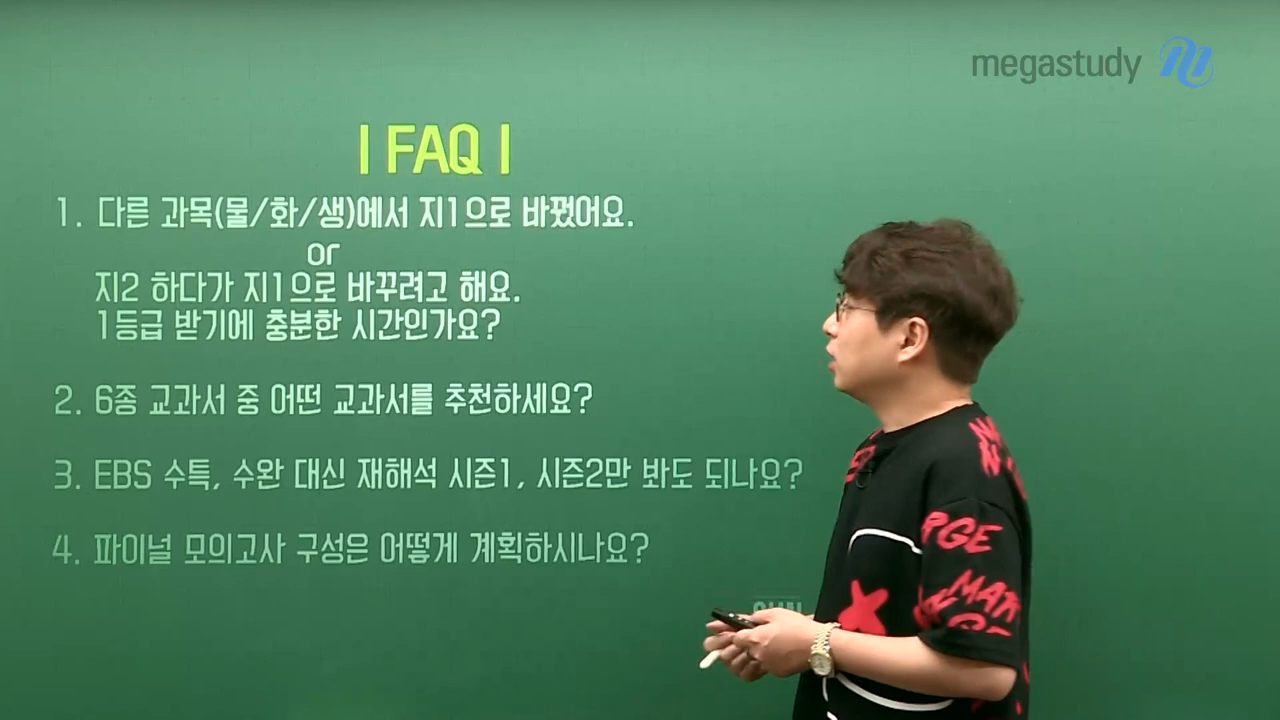 megastudy
| FAQ |
1. 다른 과목(물/화/생)에서 지1으로 바꿨어요.
or
지2 하다가 지1으로 바꾸려고 해요.
1등급 받기에 충분한 시간인가요?
2. 6종 교과서 중 어떤 교과서를 추천하세요?
3. EBS 수특, 수완 대신 재해석 시즌1, 시즌2만 봐도 되나요?
4. 파이널 모의고사 구성은 어떻게 계획하시나요?
RGE